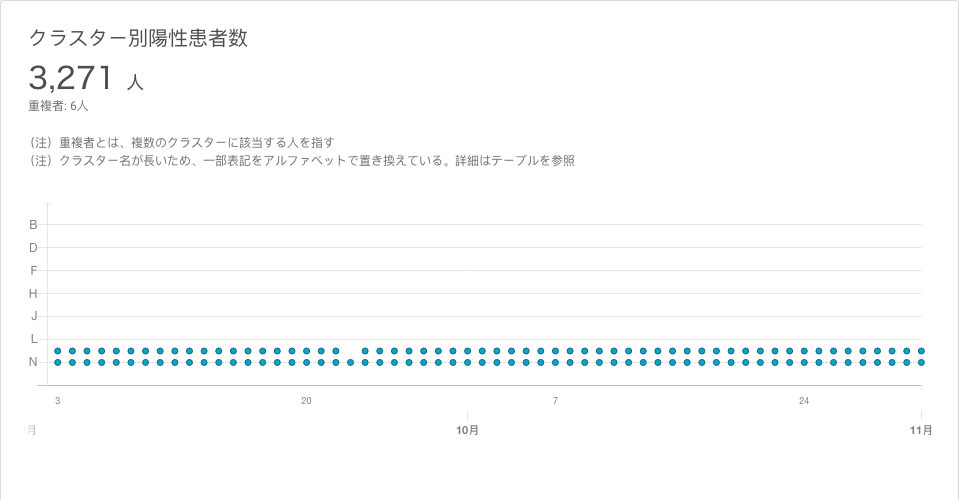 クラスター別陽性患者数
3,271 人
重複者: 6人
（注）重複者とは、複数のクラスターに該当する人を指す
（注）クラスター名が長いため、一部表記をアルファベットで置き換えている。詳細はテーブルを参照
B
D
F
H
J
L
N
3 20 7 24
月 10月 11月